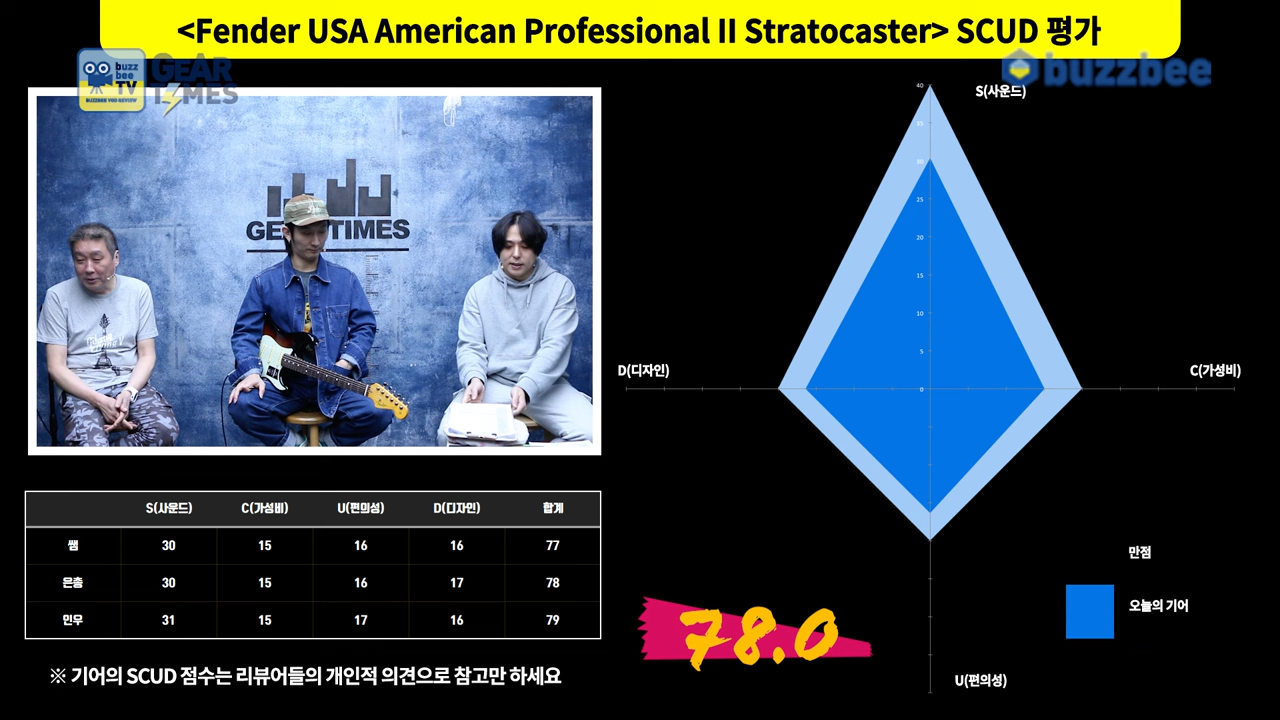 <Fender USA American Professional II Stratocaster> SCUD 평가
buzz bee TV
BUZZBEE YOU REVIEW
GEAR TIMES
buzzbee
GE TIMES
S(사운드)
40
35
30
25
20
15
10
5
0
D(디자인)
C(가성비)
U(편의성)
만점
오늘의 기어
S(사운드) C(가성비) U(편의성) D(디자인) 합계
쌤 30 15 16 16 77
은총 30 15 16 17 78
민우 31 15 17 16 79
78.0
※ 기어의 SCUD 점수는 리뷰어들의 개인적 의견으로 참고만 하세요